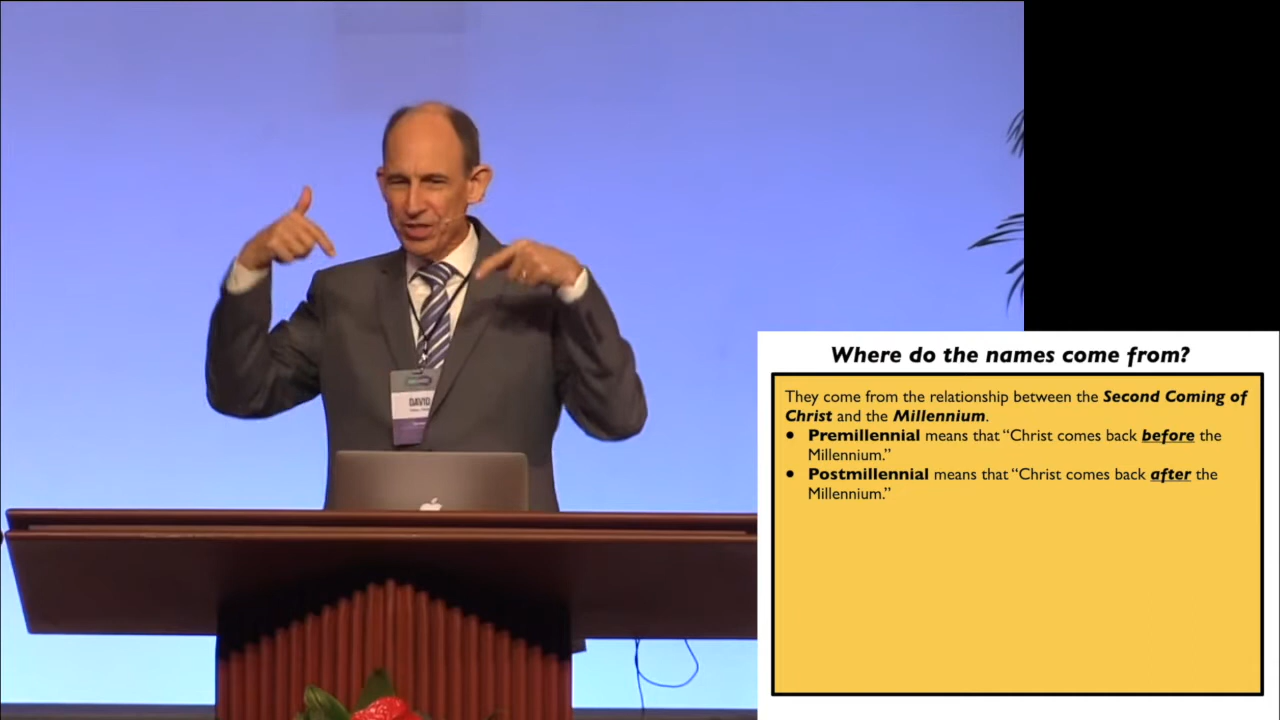 DAVID
Where do the names come from?
They come from the relationship between the Second Coming of
Christ and the Millennium.
● Premillennial means that “Christ comes back before the
Millennium.”
● Postmillennial means that “Christ comes back after the
Millennium.”